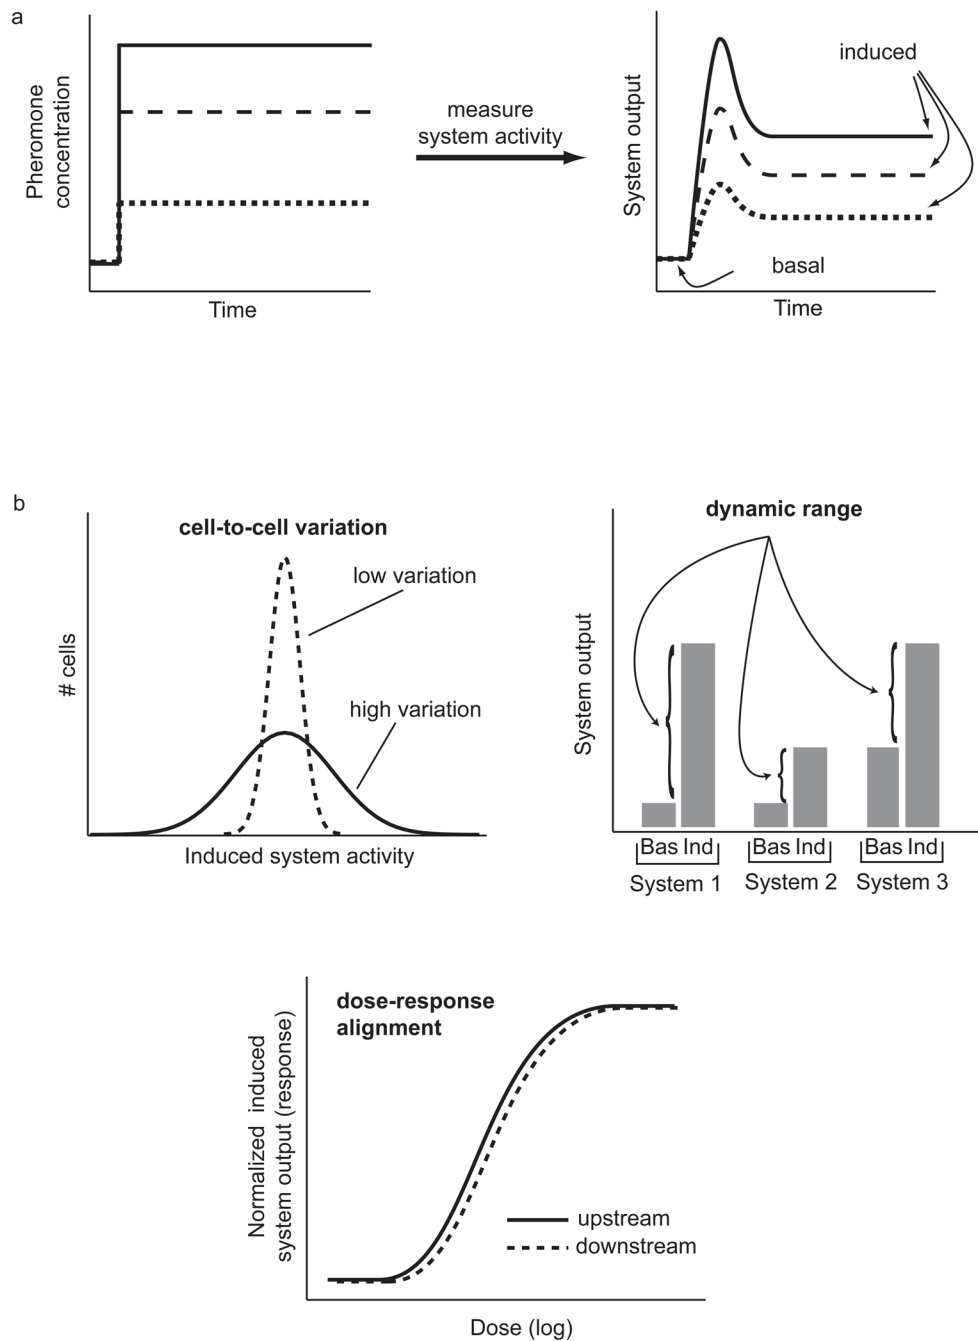 a
Pheromone
concentration
Time
measure
system activity
System output
induced
basal
Time
b
cell-to-cell variation
low variation
high variation
# cells
Induced system activity
dynamic range
System output
Bas Ind
Bas Ind
Bas Ind
System 1
System 2
System 3
dose-response
alignment
Normalized induced
system output (response)
upstream
downstream
Dose (log)